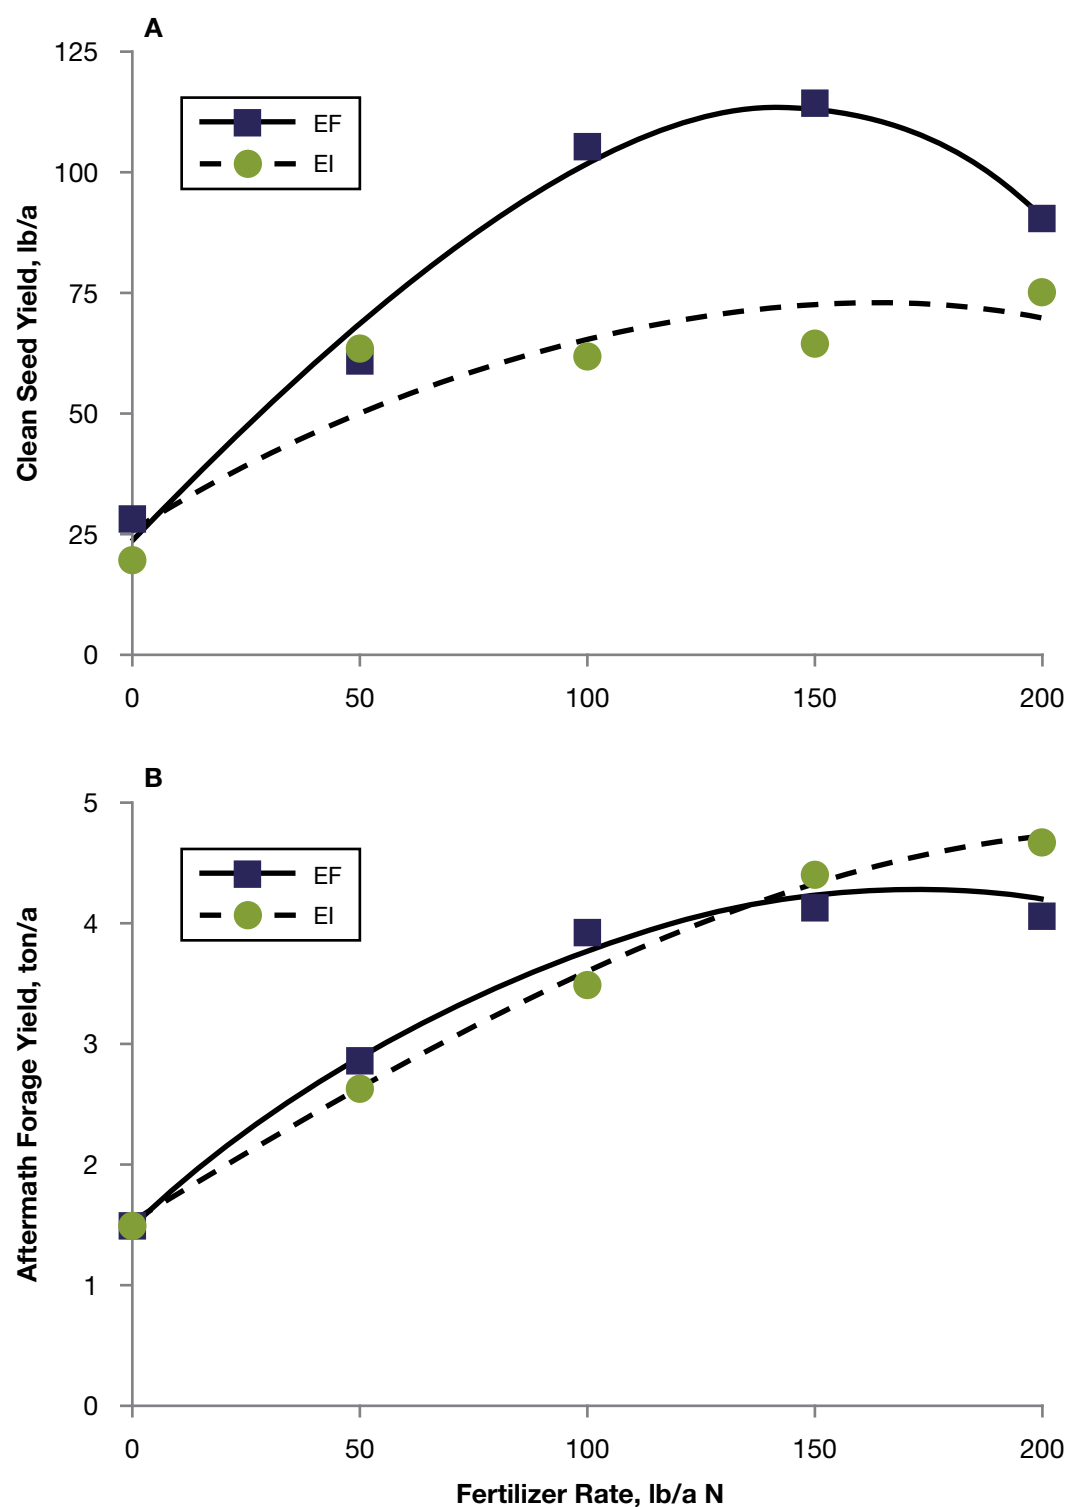 A
125
100
75
50
25
0
EF
EI
Clean Seed Yield, lb/a
0 50 100 150 200
B
5
4
3
2
1
0
EF
EI
Aftermath Forage Yield, ton/a
0 50 100 150 200
Fertilizer Rate, lb/a N